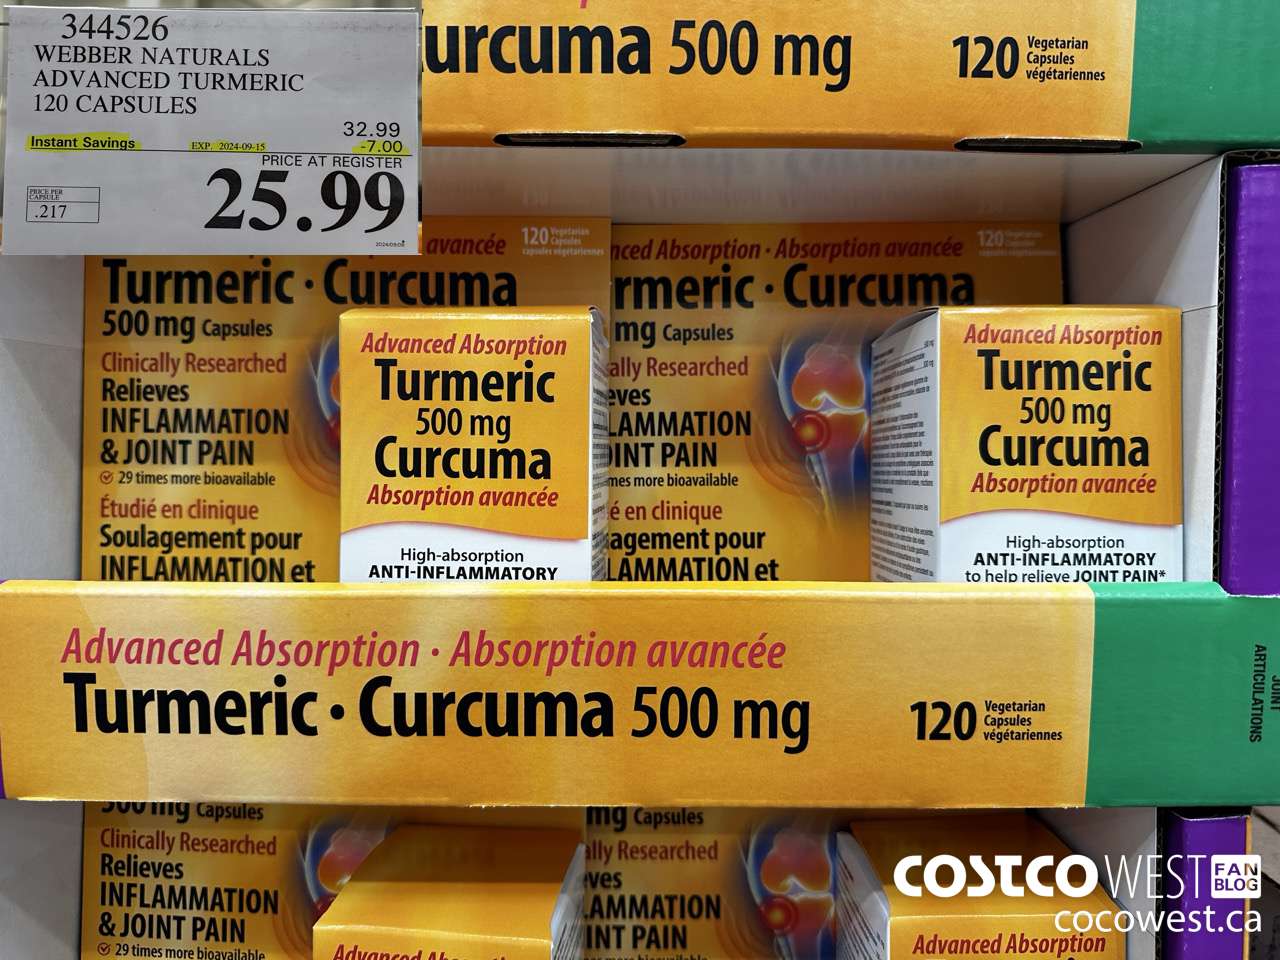 344526
WEBBER NATURALS
ADVANCED TURMERIC
120 CAPSULES
32.99
Instant Savings EXP. 2024-09-15 -7.00
PRICE AT REGISTER
25.99
PRICE PER
CAPSULE
.217
urcuma 500 mg
120 Vegetarian
Capsules
végétariennes
avancée
120 Vegetarian
Capsules
capsules végétariennes
Turmeric · Curcuma
500 mg Capsules
Clinically Researched
Relieves
INFLAMMATION
& JOINT PAIN
29 times more bioavailable
Étudié en clinique
Soulagement pour
INFLAMMATION et
nced Absorption · Absorption avancée
120 Vegetarian
Capsules
capsules végétariennes
rmeric · Curcuma
mg Capsules
ally Researched
eves
LAMMATION
INT PAIN
mes more bioavailable
é en clinique
agement pour
LAMMATION et
Advanced Absorption
Turmeric
500 mg
Curcuma
Absorption avancée
High-absorption
ANTI-INFLAMMATORY
Advanced Absorption
Turmeric
500 mg
Curcuma
Absorption avancée
High-absorption
ANTI-INFLAMMATORY
to help relieve JOINT PAIN*
Advanced Absorption · Absorption avancée
Turmeric · Curcuma 500 mg
120 Vegetarian
Capsules
végétariennes
JOINT
ARTICULATIONS
500 mg Capsules
Clinically Researched
Relieves
INFLAMMATION
& JOINT PAIN
29 times more bioavailable
mg Capsules
ally Researched
ves
LAMMATION
INT PAIN
more bioavailable
Advanced Absorption
Advanced Absorption
COSTCO WEST FAN BLOG
cocowest.ca